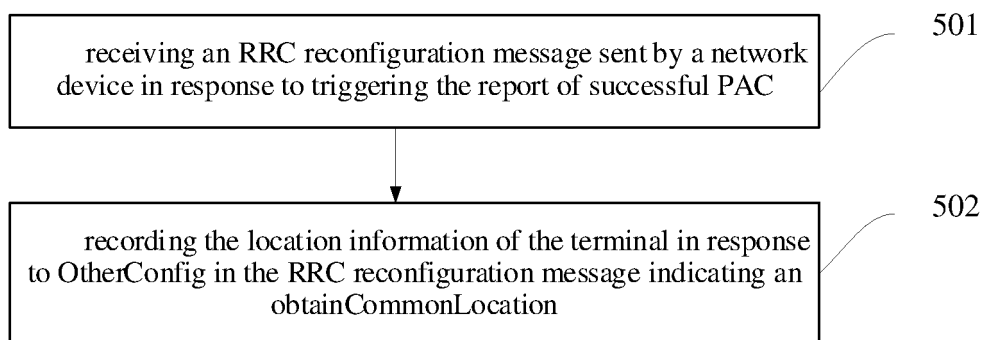 receiving an RRC reconfiguration message sent by a network
device in response to triggering the report of successful PAC
501
recording the location information of the terminal in response
to OtherConfig in the RRC reconfiguration message indicating an
obtainCommonLocation
502